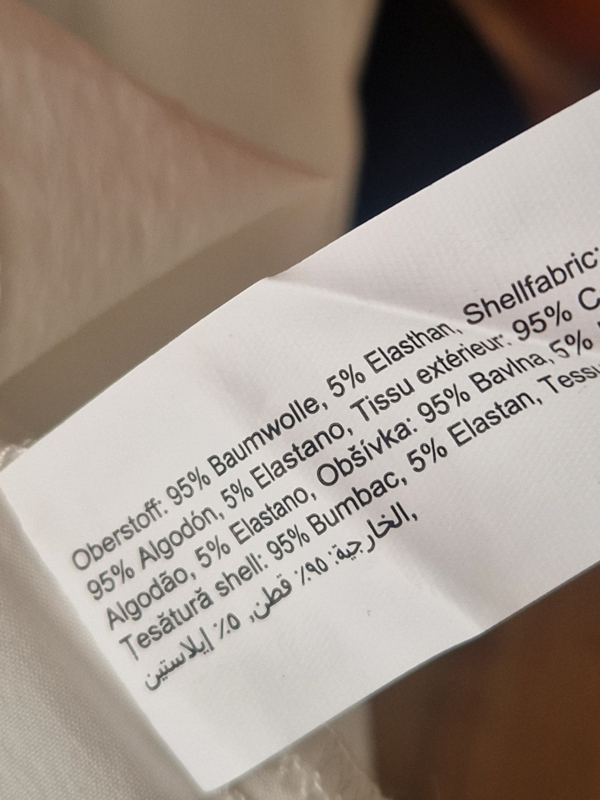 Oberstoff: 95% Baumwolle, 5% Elasthan, Shellfabric:
95% Algodón, 5% Elastano, Tissu extérieur: 95% C
Algodão, 5% Elastano, Obšívka: 95% Bavlna, 5%
Tesătură shell: 95% Bumbac, 5% Elastan, Tessu
الخارجية: ٩٥٪ قطن, ٥٪ إيلاستين,